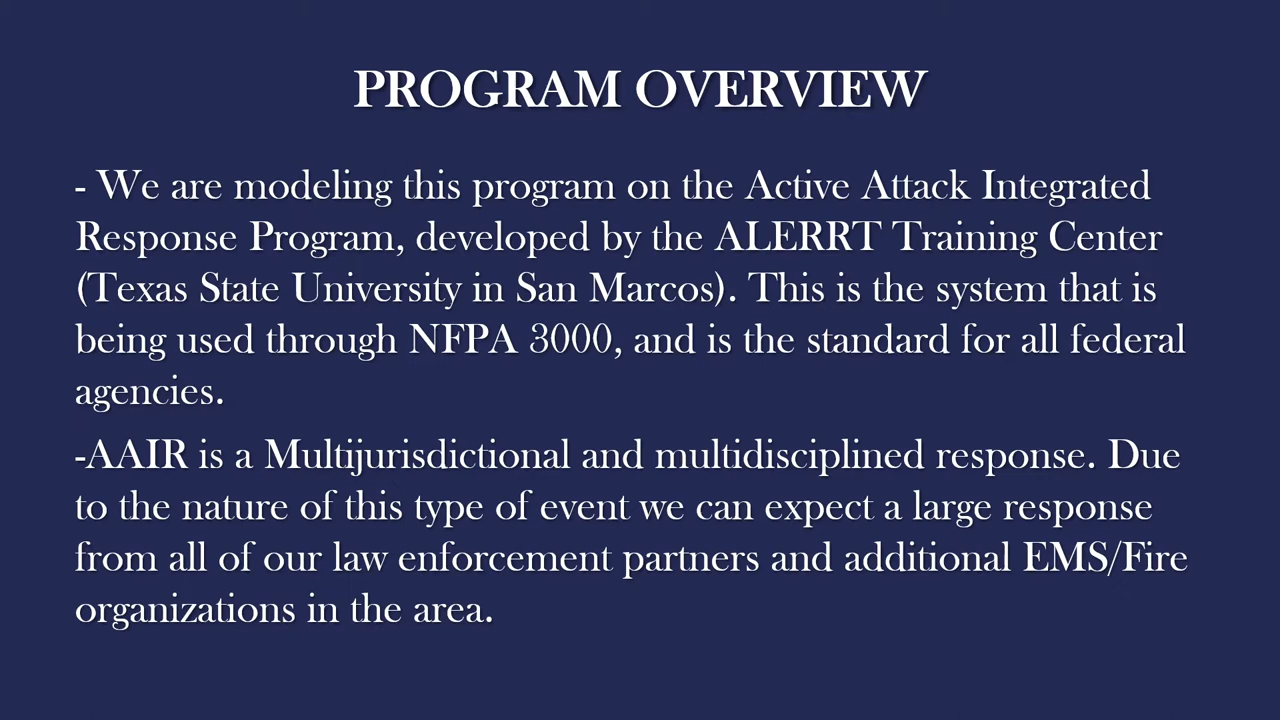 PROGRAM OVERVIEW
- We are modeling this program on the Active Attack Integrated
Response Program, developed by the ALERRT Training Center
(Texas State University in San Marcos). This is the system that is
being used through NFPA 3000, and is the standard for all federal
agencies.
-AAIR is a Multijurisdictional and multidisciplined response. Due
to the nature of this type of event we can expect a large response
from all of our law enforcement partners and additional EMS/Fire
organizations in the area.